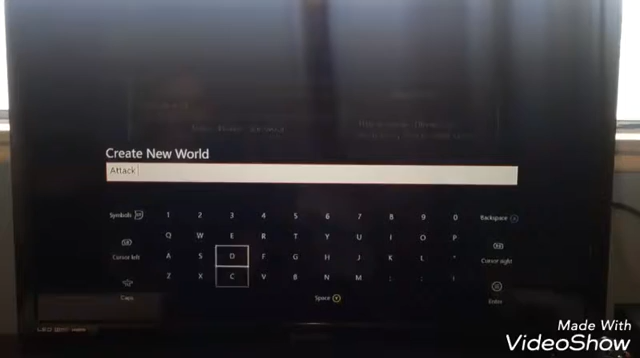 Create New World
Attack
Symbols 1 2 3 4 5 6 7 8 9 0 Backspace
Q W E R T Y U I O P
Cursor left A S D F G H J K L Cursor right
Z X C V B N M
Caps Space Enter
LED
Made With
VideoShow